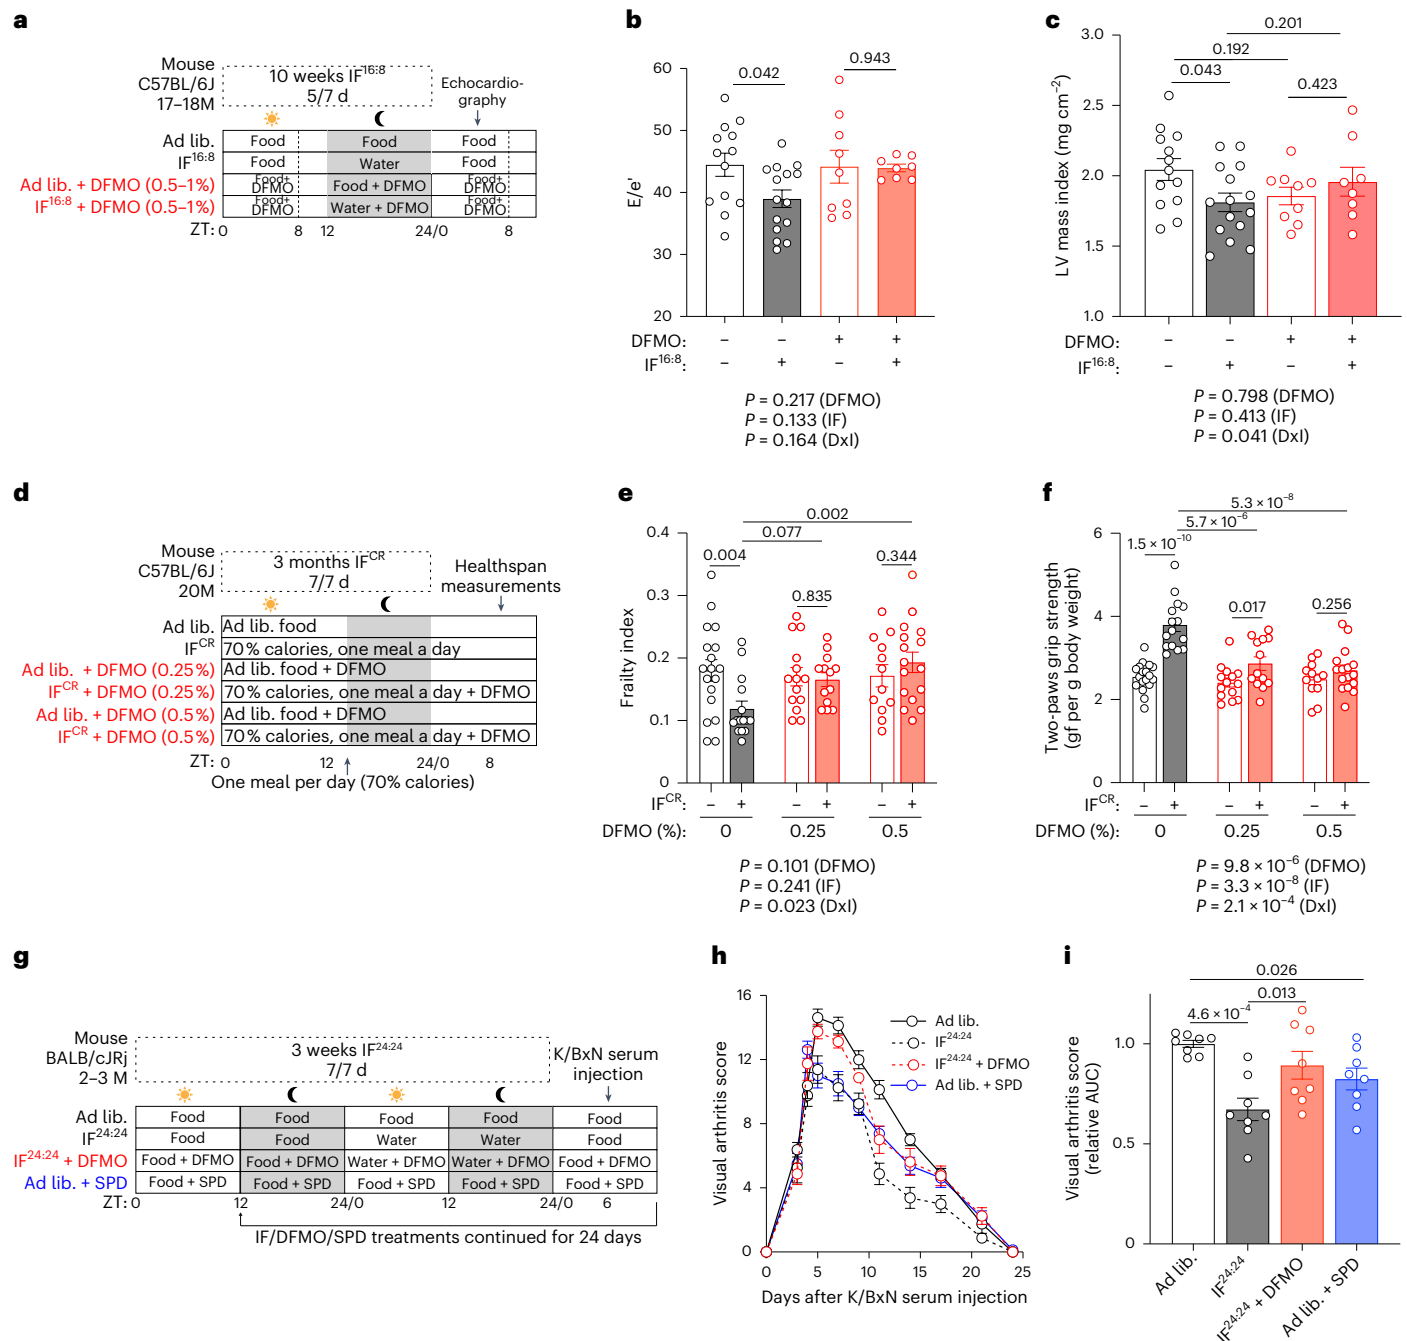 a
Mouse
C57BL/6J
17–18M
10 weeks IF16:8
5/7 d
Echocardio-
graphy
Ad lib.
Food
Food
Food
IF16:8
Food
Water
Food
Ad lib. + DFMO (0.5–1%)
Food+
DFMO
Food + DFMO
Food+
DFMO
IF16:8 + DFMO (0.5–1%)
Food+
DFMO
Water + DFMO
Food+
DFMO
ZT: 0 8 12 24/0 8
b
E/e'
60
50
40
30
20
0.042
0.943
DFMO: – – + +
IF16:8: – + – +
P = 0.217 (DFMO)
P = 0.133 (IF)
P = 0.164 (DxI)
c
LV mass index (mg cm−2)
3.0
2.5
2.0
1.5
1.0
0.201
0.192
0.043
0.423
DFMO: – – + +
IF16:8: – + – +
P = 0.798 (DFMO)
P = 0.413 (IF)
P = 0.041 (DxI)
d
Mouse
C57BL/6J
20M
3 months IFCR
7/7 d
Healthspan
measurements
Ad lib.
Ad lib. food
IFCR
70% calories, one meal a day
Ad lib. + DFMO (0.25%)
Ad lib. food + DFMO
IFCR + DFMO (0.25%)
70% calories, one meal a day + DFMO
Ad lib. + DFMO (0.5%)
Ad lib. food + DFMO
IFCR + DFMO (0.5%)
70% calories, one meal a day + DFMO
ZT: 0 12 24/0 8
One meal per day (70% calories)
e
Frailty index
0.4
0.3
0.2
0.1
0
0.002
0.077
0.004
0.344
0.835
IFCR: – + – + – +
DFMO (%): 0 0.25 0.5
P = 0.101 (DFMO)
P = 0.241 (IF)
P = 0.023 (DxI)
f
Two-paws grip strength
(gf per g body weight)
6
4
2
0
5.3 × 10−8
5.7 × 10−6
1.5 × 10−10
0.017
0.256
IFCR: – + – + – +
DFMO (%): 0 0.25 0.5
P = 9.8 × 10−6 (DFMO)
P = 3.3 × 10−8 (IF)
P = 2.1 × 10−4 (DxI)
g
Mouse
BALB/cJRj
2–3 M
3 weeks IF24:24
7/7 d
K/BxN serum
injection
Ad lib.
Food
Food
Food
Food
Food
IF24:24
Food
Food
Water
Water
Food
IF24:24 + DFMO
Food + DFMO
Food + DFMO
Water + DFMO
Water + DFMO
Food + DFMO
Ad lib. + SPD
Food + SPD
Food + SPD
Food + SPD
Food + SPD
Food + SPD
ZT: 0 12 24/0 12 24/0 6
IF/DFMO/SPD treatments continued for 24 days
h
Visual arthritis score
16
12
8
4
0
Ad lib.
IF24:24
IF24:24 + DFMO
Ad lib. + SPD
0 5 10 15 20 25
Days after K/BxN serum injection
i
Visual arthritis score
(relative AUC)
1.0
0.5
0
0.026
0.013
4.6 × 10−4
Ad lib.
IF24:24
IF24:24 + DFMO
Ad lib. + SPD